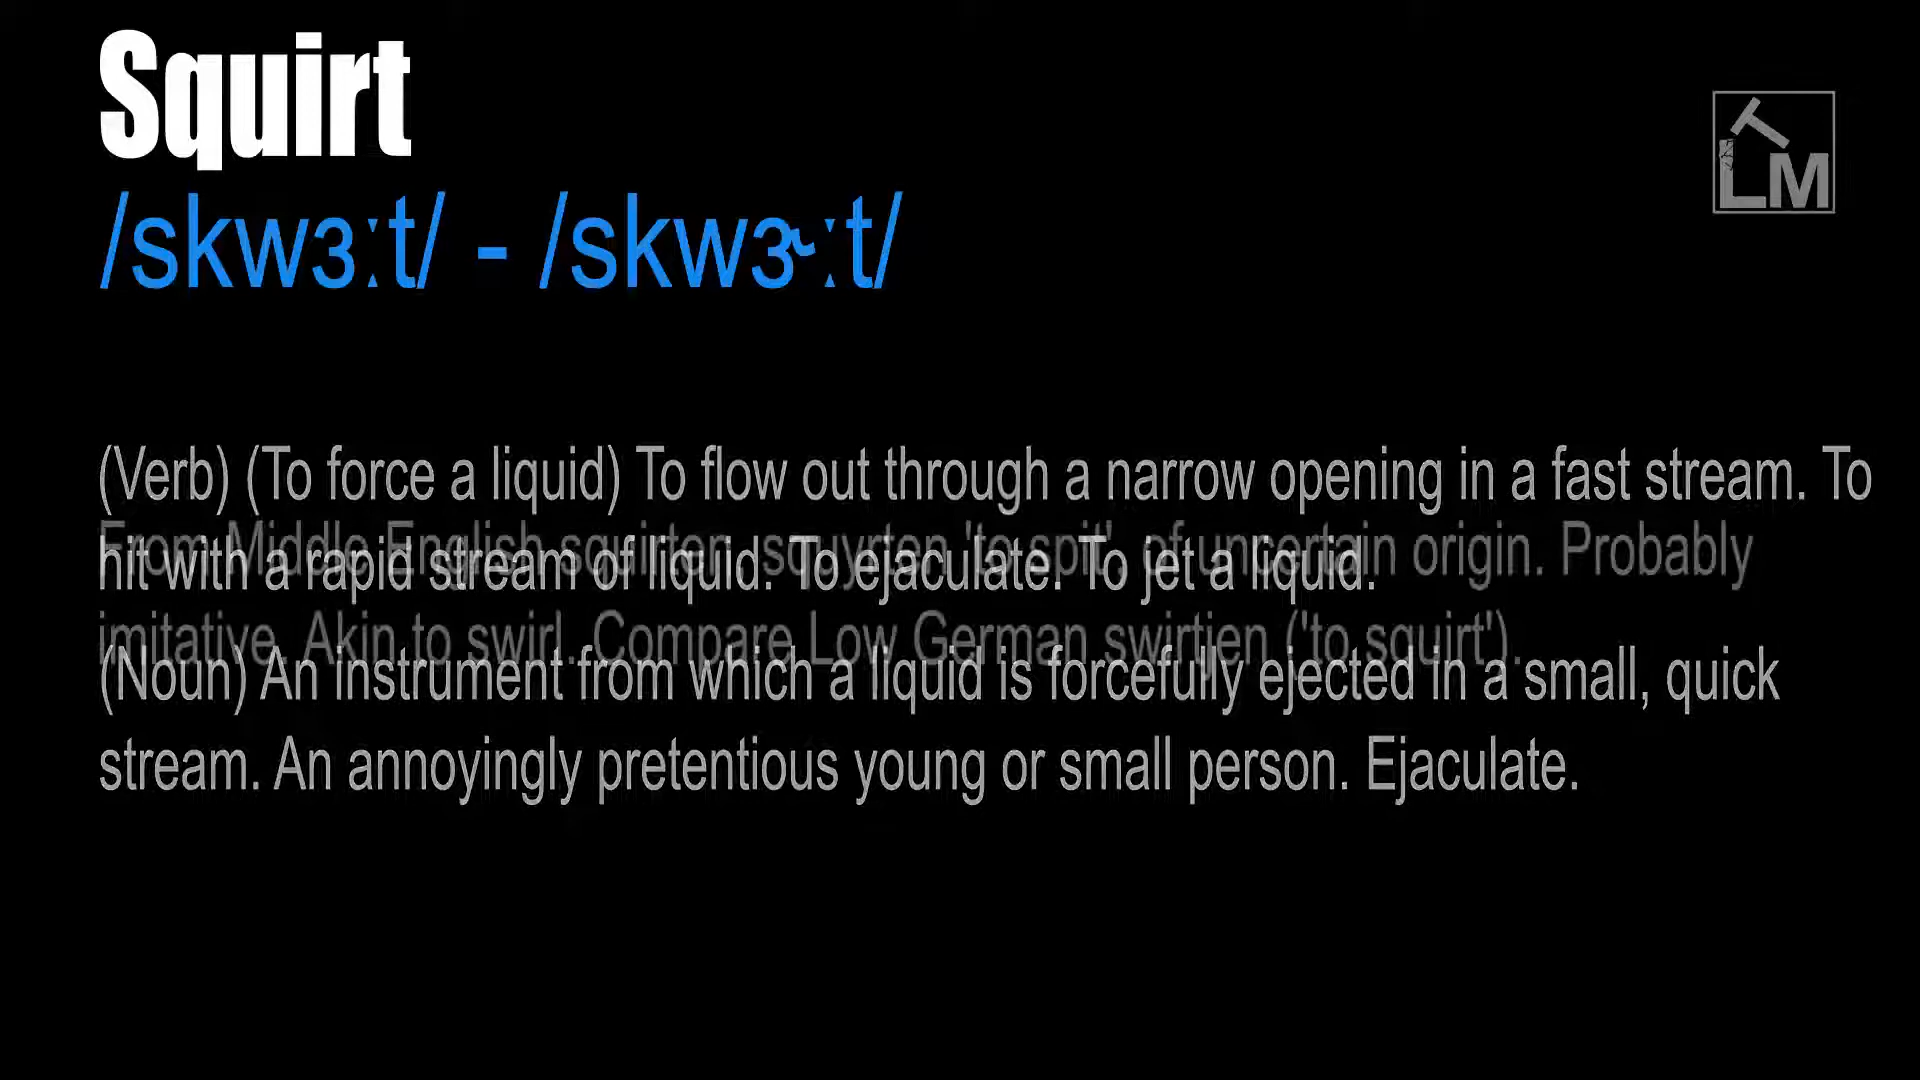 Squirt
/skwɜːt/ - /skwɝːt/
LTM
(Verb) (To force a liquid) To flow out through a narrow opening in a fast stream. To
From Middle English squirten, squyrten 'to spit', of uncertain origin. Probably
hit with a rapid stream of liquid. To ejaculate. To jet a liquid.
imitative. Akin to swirl. Compare Low German swirtjen ('to squirt').
(Noun) An instrument from which a liquid is forcefully ejected in a small, quick
stream. An annoyingly pretentious young or small person. Ejaculate.